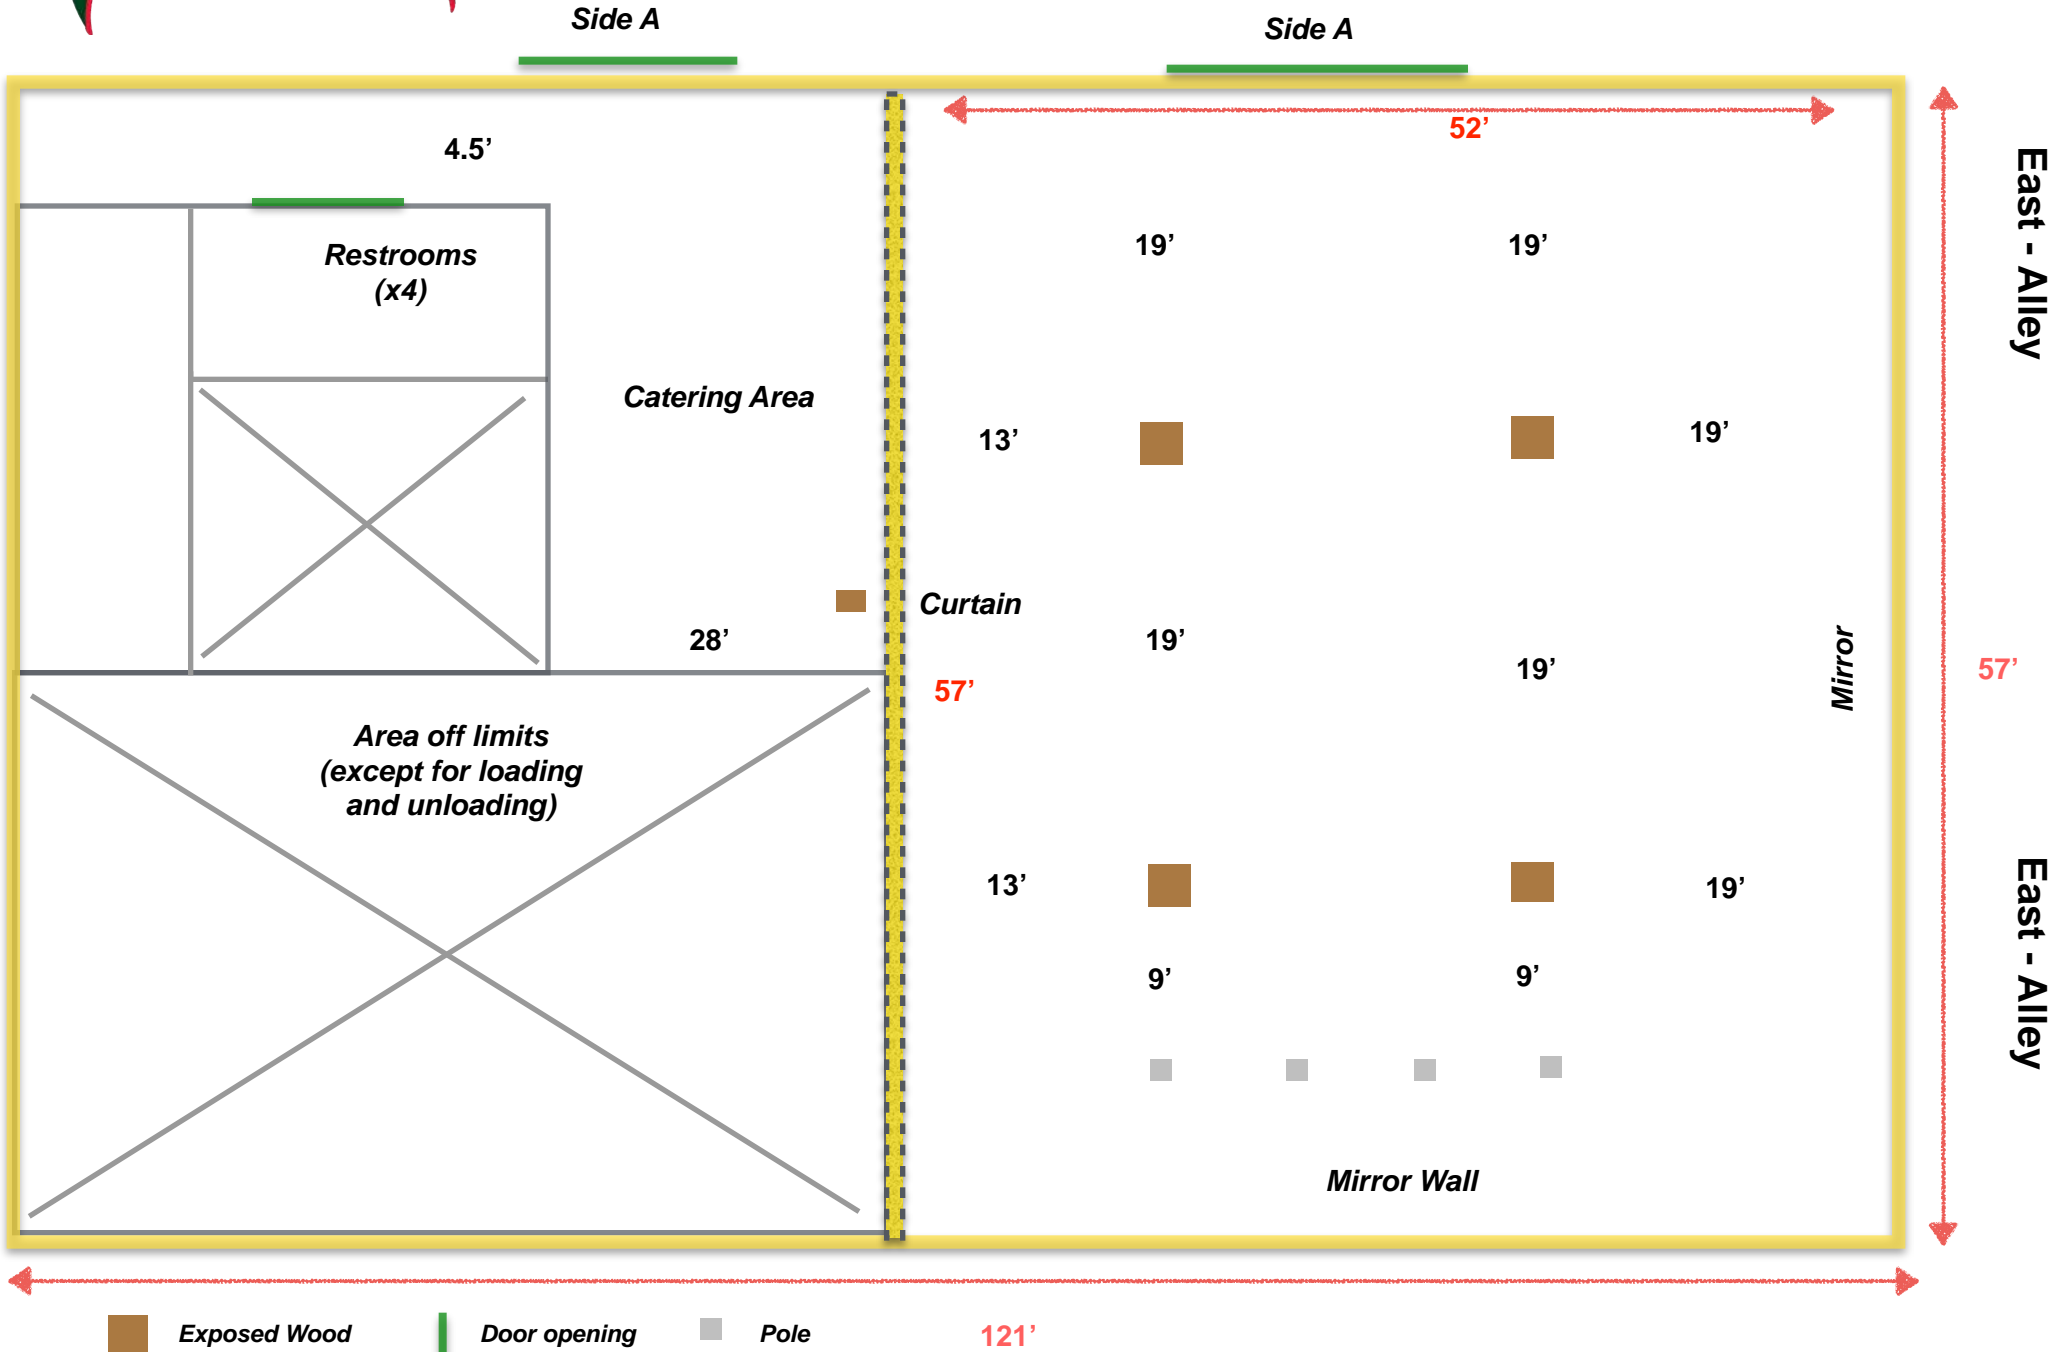 Side A
Side A
52’
4.5’
East - Alley
19’
19’
Restrooms
(x4)
Catering Area
13’
19’
Curtain
28’
19’
19’
Mirror
57’
57’
Area off limits
(except for loading
and unloading)
13’
19’
East - Alley
9’
9’
Mirror Wall
Exposed Wood
Door opening
Pole
121’